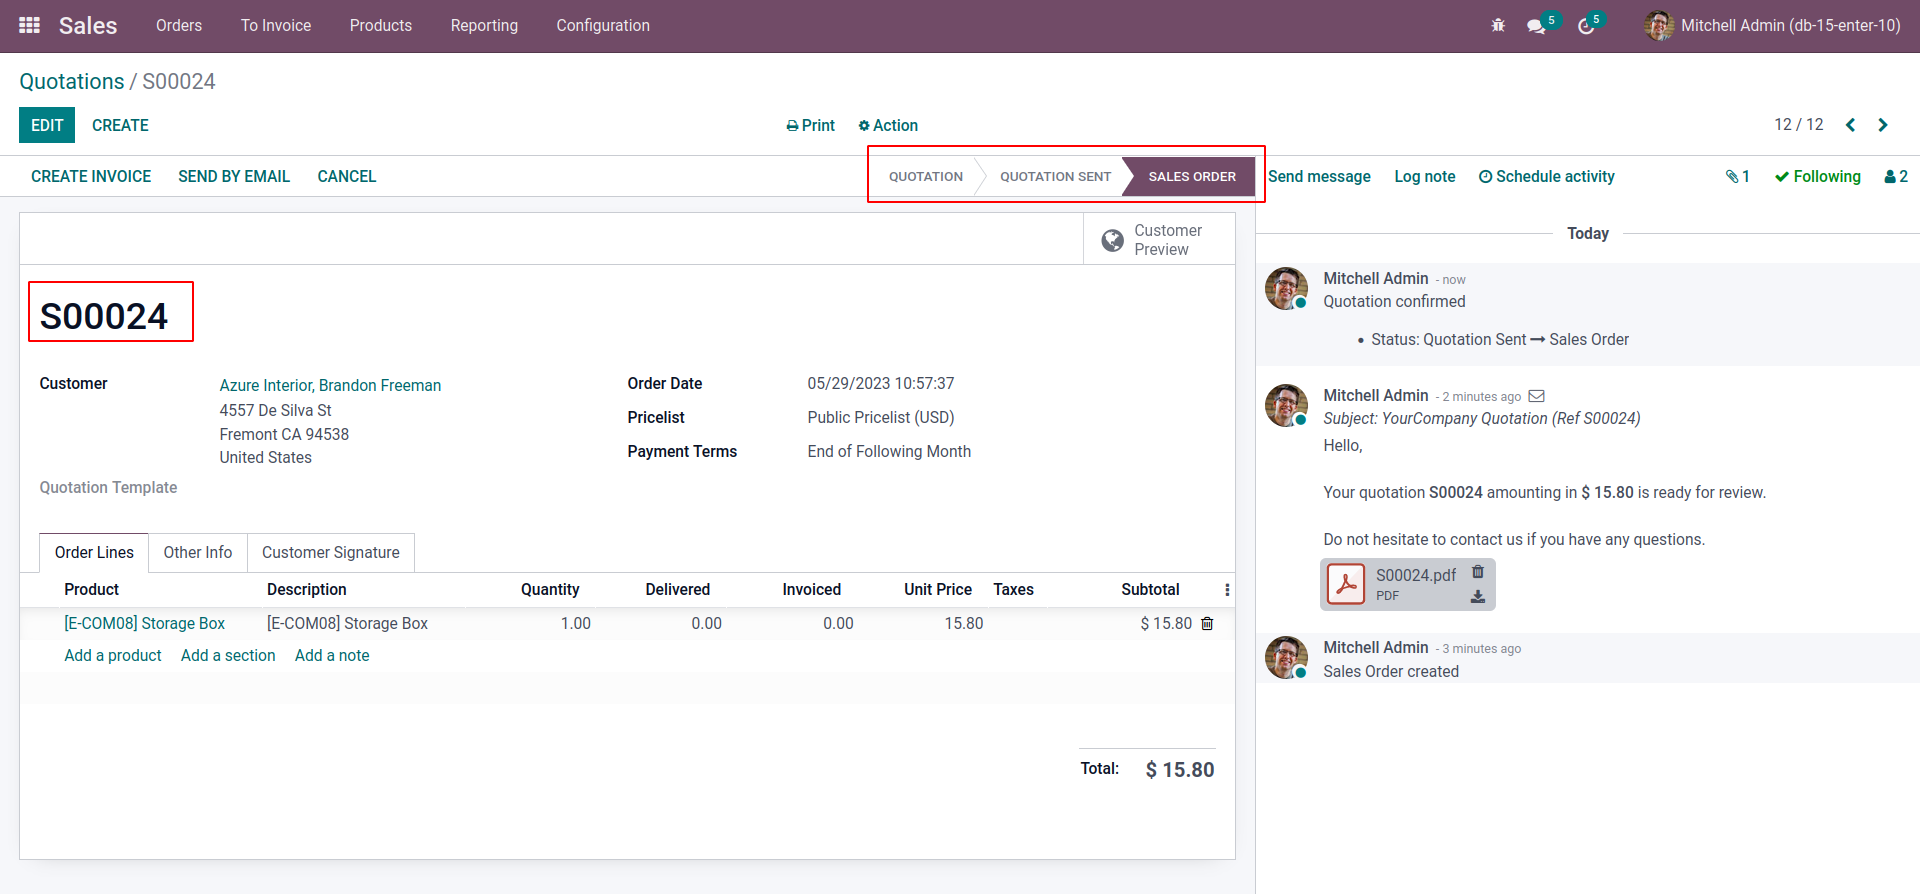 Sales Orders To Invoice Products Reporting Configuration 5 5 Mitchell Admin (db-15-enter-10)
Quotations / S00024
EDIT CREATE Print Action 12 / 12
CREATE INVOICE SEND BY EMAIL CANCEL QUOTATION QUOTATION SENT SALES ORDER Send message Log note Schedule activity 1 Following 2
Customer
Preview
S00024
Customer Azure Interior, Brandon Freeman
4557 De Silva St
Fremont CA 94538
United States
Order Date 05/29/2023 10:57:37
Pricelist Public Pricelist (USD)
Payment Terms End of Following Month
Quotation Template
Order Lines Other Info Customer Signature
Product Description Quantity Delivered Invoiced Unit Price Taxes Subtotal
[E-COM08] Storage Box [E-COM08] Storage Box 1.00 0.00 0.00 15.80 $ 15.80
Add a product Add a section Add a note
Total: $ 15.80
Today
Mitchell Admin - now
Quotation confirmed
• Status: Quotation Sent → Sales Order
Mitchell Admin - 2 minutes ago
Subject: YourCompany Quotation (Ref S00024)
Hello,
Your quotation S00024 amounting in $ 15.80 is ready for review.
Do not hesitate to contact us if you have any questions.
S00024.pdf
PDF
Mitchell Admin - 3 minutes ago
Sales Order created